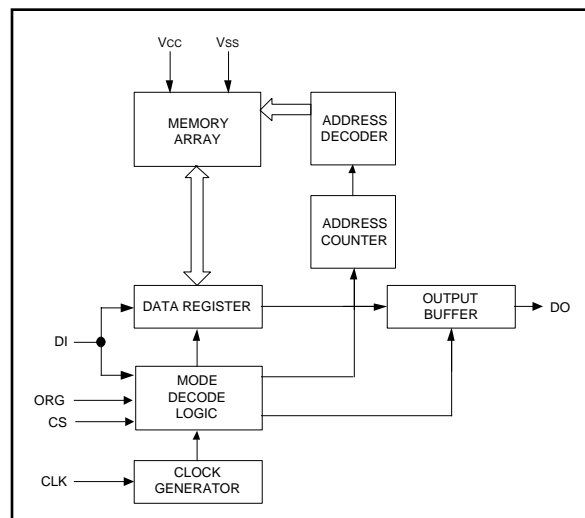 Vcc
Vss
MEMORY
ARRAY
ADDRESS
DECODER
ADDRESS
COUNTER
DATA REGISTER
OUTPUT
BUFFER
DO
DI
MODE
DECODE
LOGIC
ORG
CS
CLK
CLOCK
GENERATOR